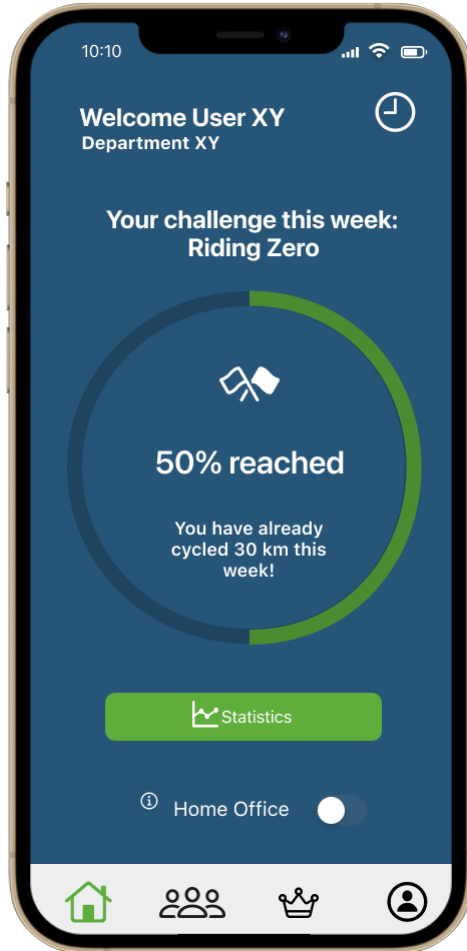 10:10
Welcome User XY
Department XY
Your challenge this week:
Riding Zero
50% reached
You have already
cycled 30 km this
week!
Statistics
Home Office